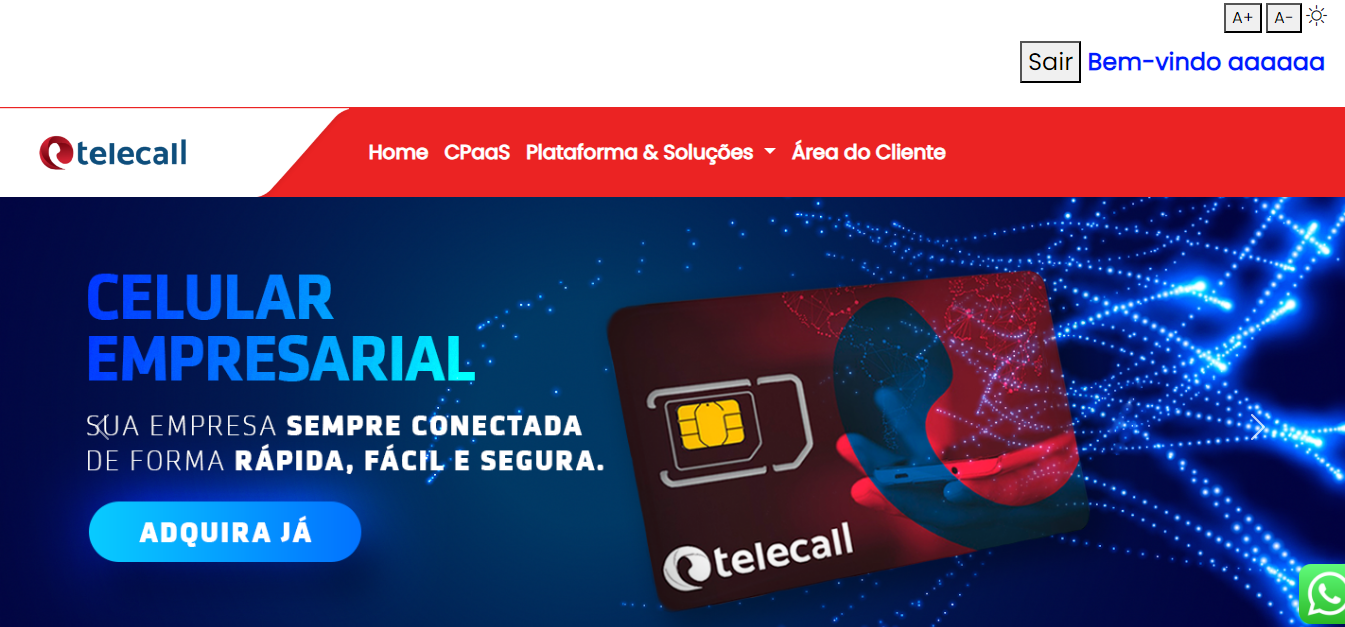 A+ A-
Sair Bem-vindo aaaaaa
telecall Home CPaaS Plataforma & Soluções Área do Cliente
CELULAR
EMPRESARIAL
SUA EMPRESA SEMPRE CONECTADA
DE FORMA RÁPIDA, FÁCIL E SEGURA.
ADQUIRA JÁ
telecall